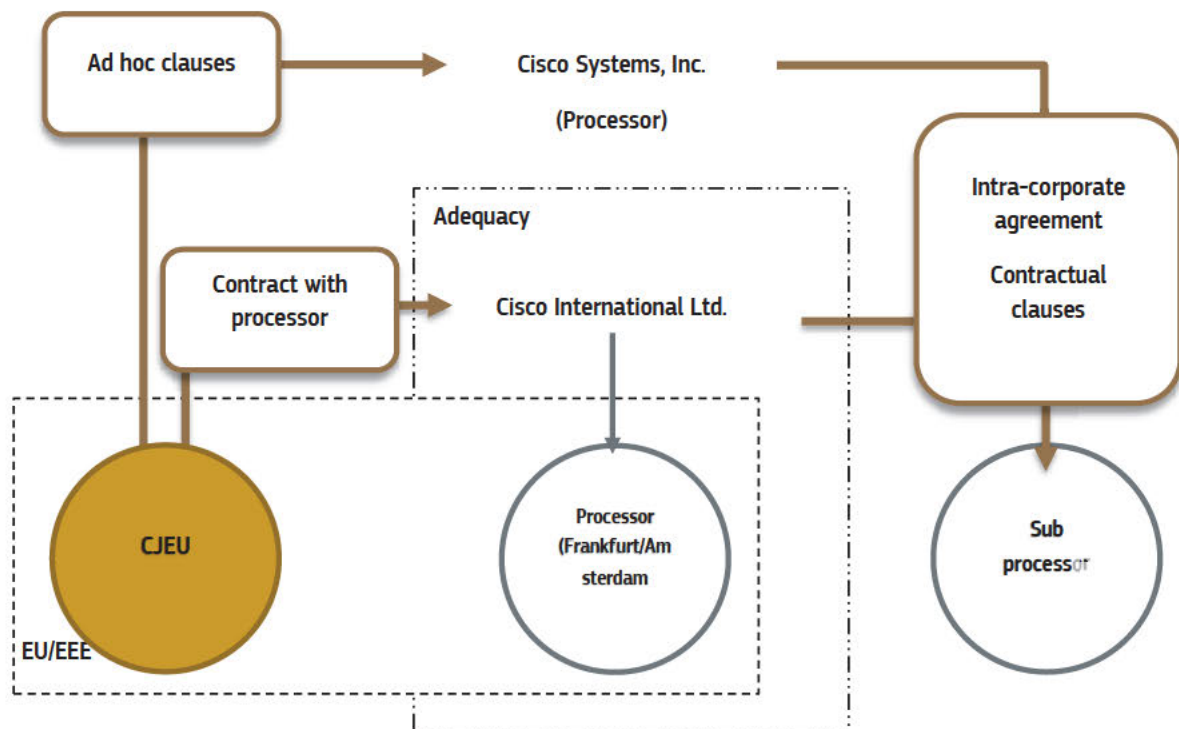 Ad hoc clauses
Cisco Systems, Inc.
(Processor)
Intra-corporate
agreement
Contractual
clauses
Adequacy
Contract with
processor
Cisco International Ltd.
CJEU
Processor
(Frankfurt/Am
sterdam
Sub
processor
EU/EEE